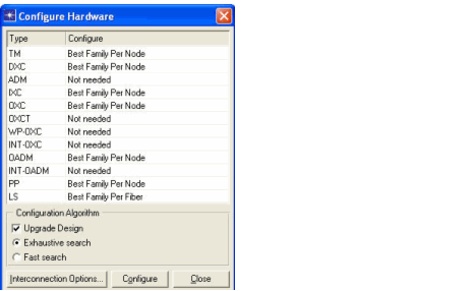 Configure Hardware
Type Configure
TM Best Family Per Node
DXC Best Family Per Node
ADM Not needed
IXC Best Family Per Node
OXC Best Family Per Node
OXCT Not needed
WP-OXC Not needed
INT-OXC Not needed
OADM Best Family Per Node
INT-OADM Not needed
PP Best Family Per Node
LS Best Family Per Fiber
Configuration Algorithm
Upgrade Design
Exhaustive search
Fast search
Interconnection Options... Configure Close